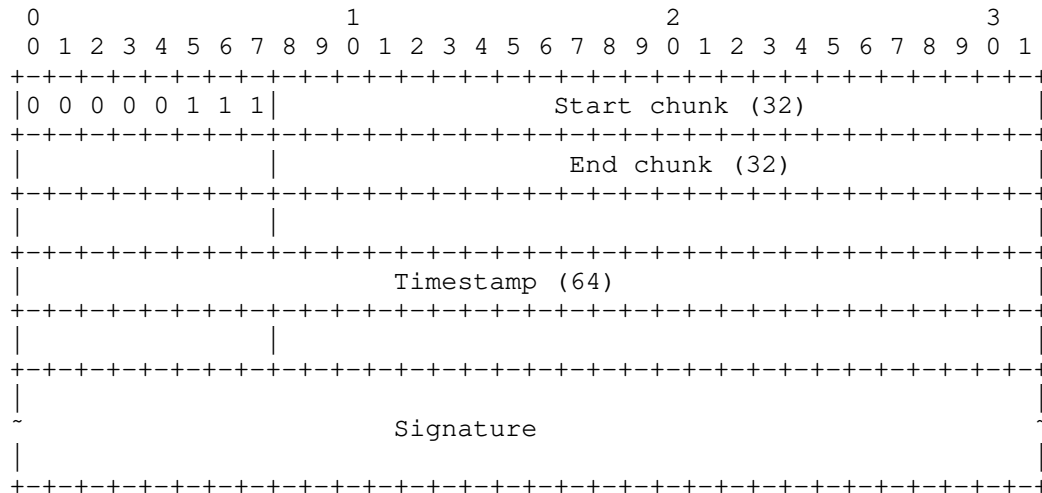 0                   1                   2                   3
 0 1 2 3 4 5 6 7 8 9 0 1 2 3 4 5 6 7 8 9 0 1 2 3 4 5 6 7 8 9 0 1
+-+-+-+-+-+-+-+-+-+-+-+-+-+-+-+-+-+-+-+-+-+-+-+-+-+-+-+-+-+-+-+-+
|0 0 0 0 0 1 1 1|                 Start chunk (32)              |
+-+-+-+-+-+-+-+-+-+-+-+-+-+-+-+-+-+-+-+-+-+-+-+-+-+-+-+-+-+-+-+-+
|               |                  End chunk (32)               |
+-+-+-+-+-+-+-+-+-+-+-+-+-+-+-+-+-+-+-+-+-+-+-+-+-+-+-+-+-+-+-+-+
|               |                                               |
+-+-+-+-+-+-+-+-+-+-+-+-+-+-+-+-+-+-+-+-+-+-+-+-+-+-+-+-+-+-+-+-+
|                       Timestamp (64)                          |
+-+-+-+-+-+-+-+-+-+-+-+-+-+-+-+-+-+-+-+-+-+-+-+-+-+-+-+-+-+-+-+-+
|               |                                               |
+-+-+-+-+-+-+-+-+-+-+-+-+-+-+-+-+-+-+-+-+-+-+-+-+-+-+-+-+-+-+-+-+
|                                                               |
~                       Signature                               ~
|                                                               |
+-+-+-+-+-+-+-+-+-+-+-+-+-+-+-+-+-+-+-+-+-+-+-+-+-+-+-+-+-+-+-+-+